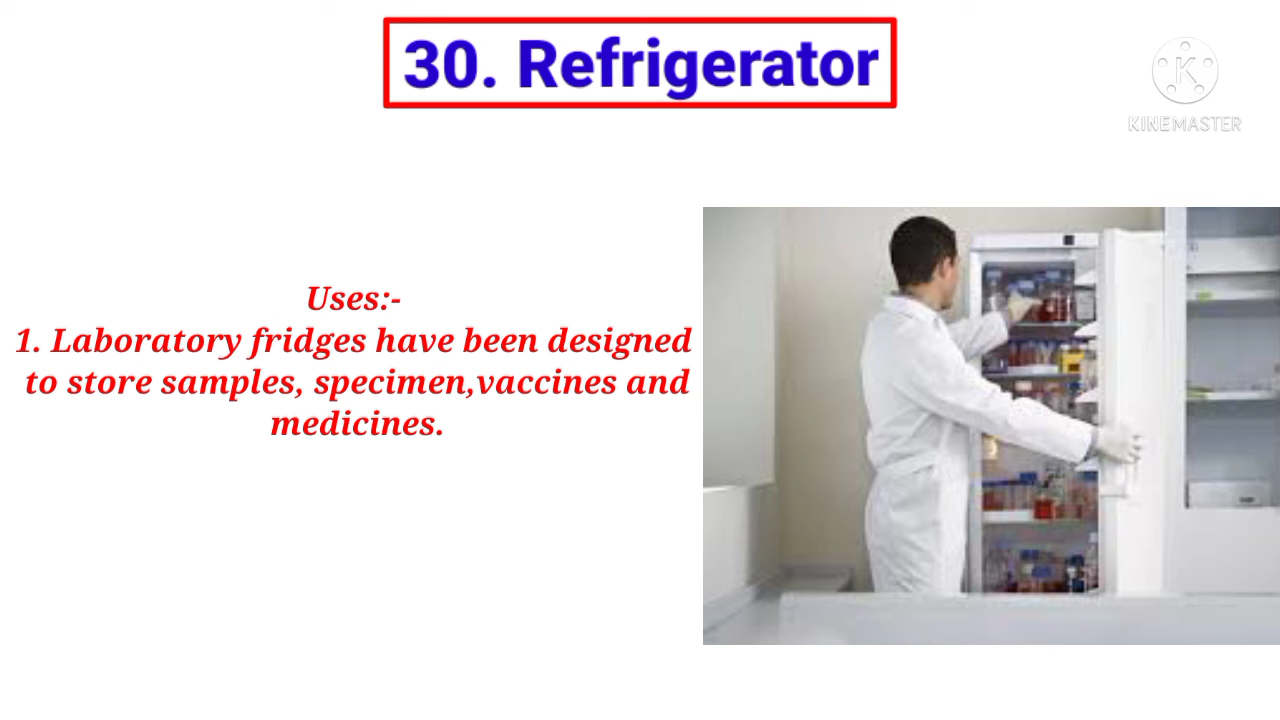 30. Refrigerator
K
KINEMASTER
Uses:-
1. Laboratory fridges have been designed
to store samples, specimen,vaccines and
medicines.